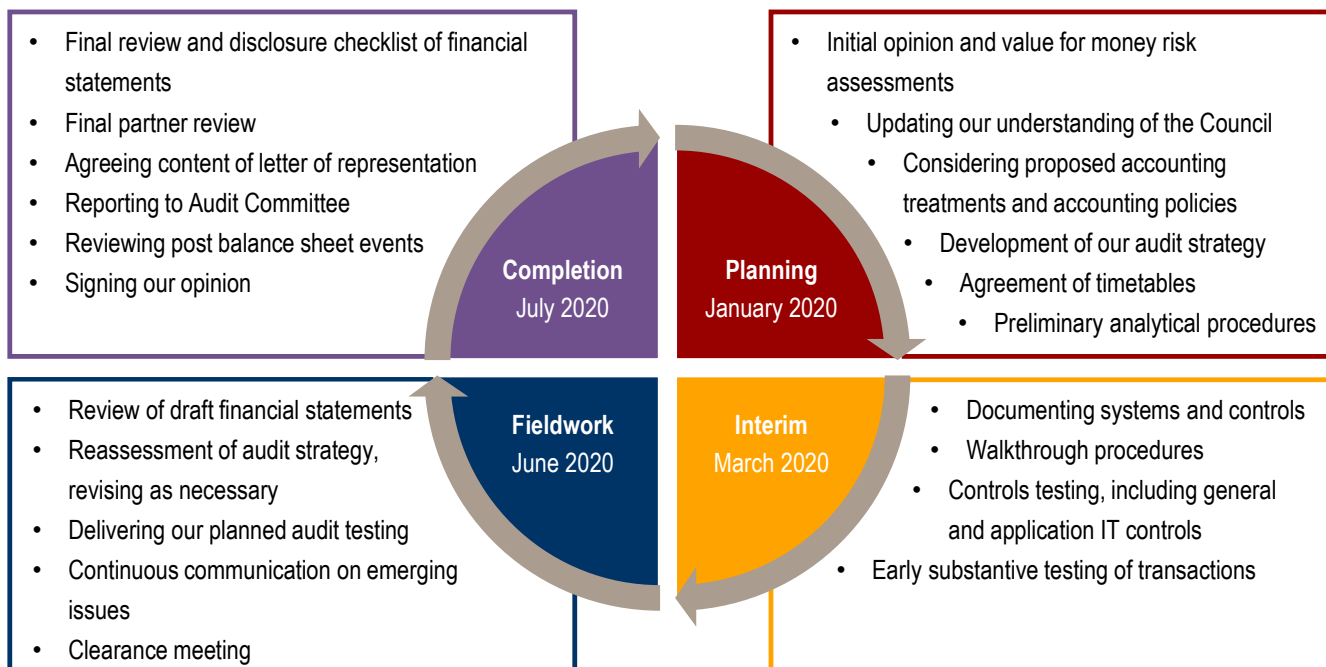 • Final review and disclosure checklist of financial
statements
• Final partner review
• Agreeing content of letter of representation
• Reporting to Audit Committee
• Reviewing post balance sheet events
• Signing our opinion
Completion
July 2020
• Initial opinion and value for money risk
assessments
• Updating our understanding of the Council
• Considering proposed accounting
treatments and accounting policies
• Development of our audit strategy
• Agreement of timetables
• Preliminary analytical procedures
Planning
January 2020
• Review of draft financial statements
• Reassessment of audit strategy,
revising as necessary
• Delivering our planned audit testing
• Continuous communication on emerging
issues
• Clearance meeting
Fieldwork
June 2020
Interim
March 2020
• Documenting systems and controls
• Walkthrough procedures
• Controls testing, including general
and application IT controls
• Early substantive testing of transactions